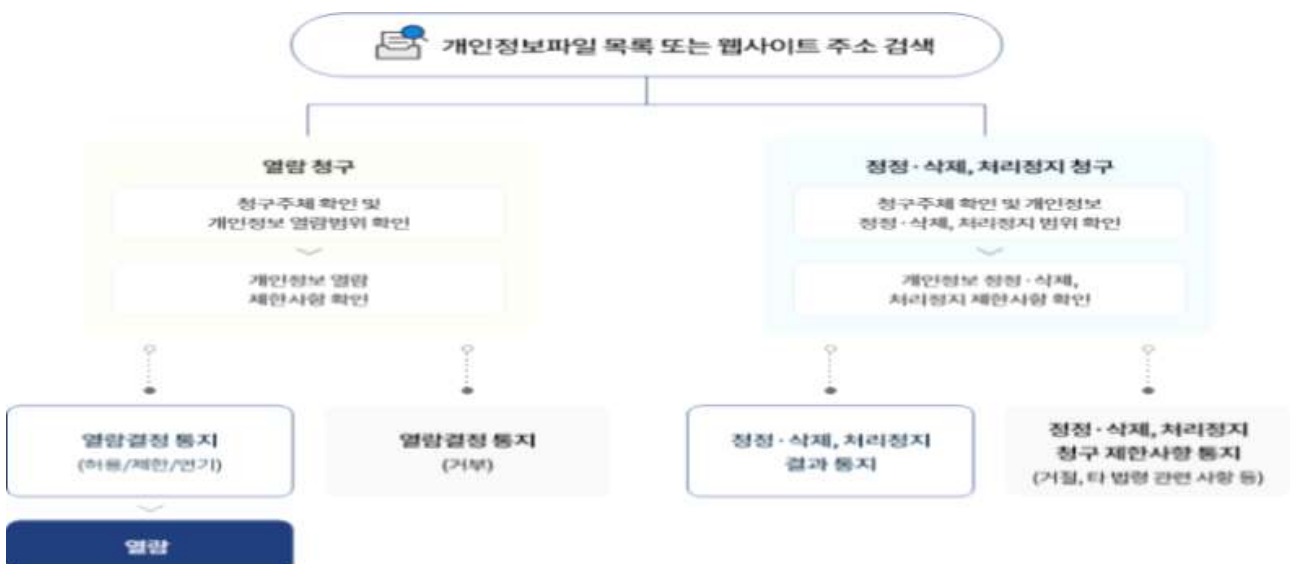 개인정보파일 목록 또는 웹사이트 주소 검색
열람 청구
청구주체 확인 및
개인정보 열람범위 확인
개인정보 열람
제한사항 확인
정정·삭제, 처리정지 청구
청구주체 확인 및 개인정보
정정·삭제, 처리정지 범위 확인
개인정보 정정·삭제,
처리정지 제한사항 확인
열람결정 통지
(허용/제한/연기)
열람결정 통지
(거부)
정정·삭제, 처리정지
결과 통지
정정·삭제, 처리정지
청구 제한사항 통지
(거절, 타 법령 관련 사항 등)
열람